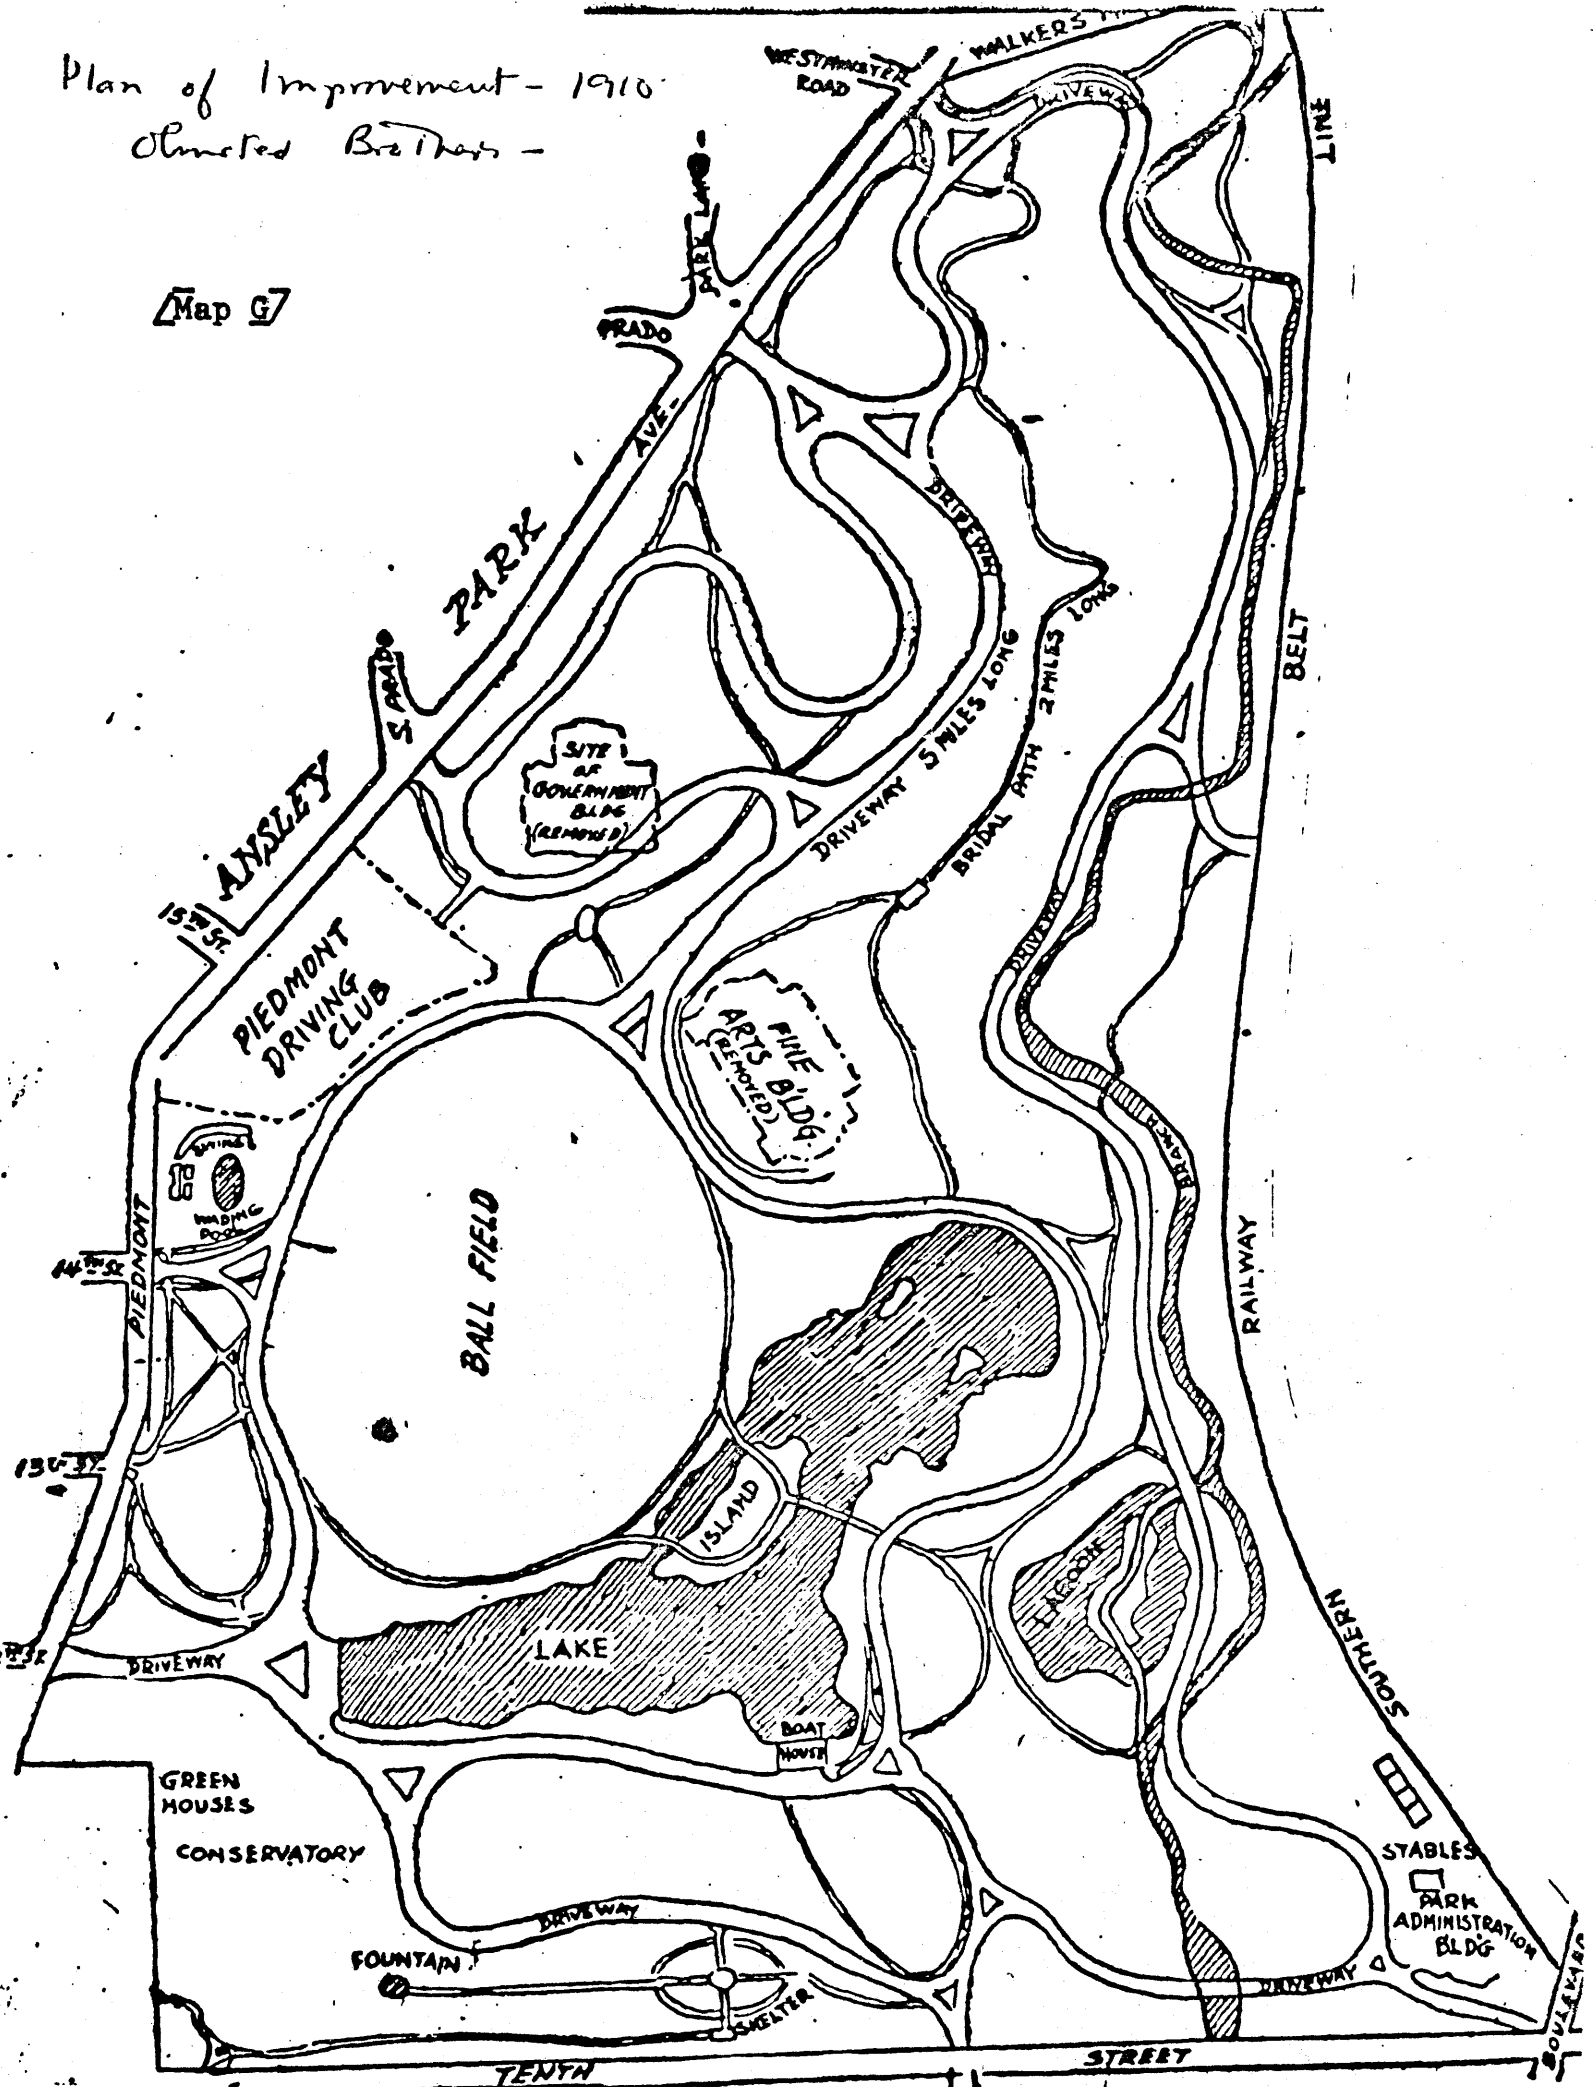 Plan of Improvement - 1910
Olmsted Brothers -
[Map G]
WESTMINSTER
ROAD
WALKERS
DRIVEWAY
LINE
PARK LANE
PRADO
AVE.
PARK
DRIVEWAY
S. PRADO
BELT
SITE
OF
GOVERNMENT
BLDG
(REMOVED)
DRIVEWAY 5 MILES LONG
BRIDAL PATH 2 MILES LONG
ANSLEY
15TH ST.
PIEDMONT
DRIVING
CLUB
DRIVEWAY
FINE
ARTS BLD'G.
(REMOVED)
BRANCH
WADING
POOL
14TH ST
PIEDMONT
BALL FIELD
RAILWAY
13TH ST.
ISLAND
LAGOON
LAKE
DRIVEWAY
SOUTHERN
BOAT
HOUSE
GREEN
HOUSES
CONSERVATORY
STABLES
PARK
ADMINISTRATION
BLDG
DRIVEWAY
FOUNTAIN
SHELTER
DRIVEWAY
BOULEVARD
TENTH
STREET